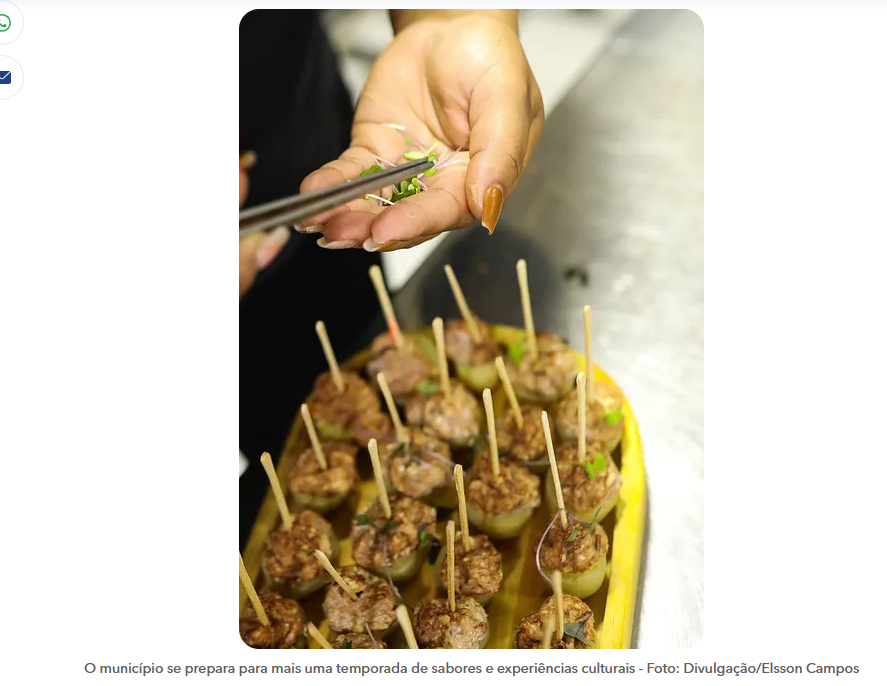 O município se prepara para mais uma temporada de sabores e experiências culturais - Foto: Divulgação/Elsson Campos